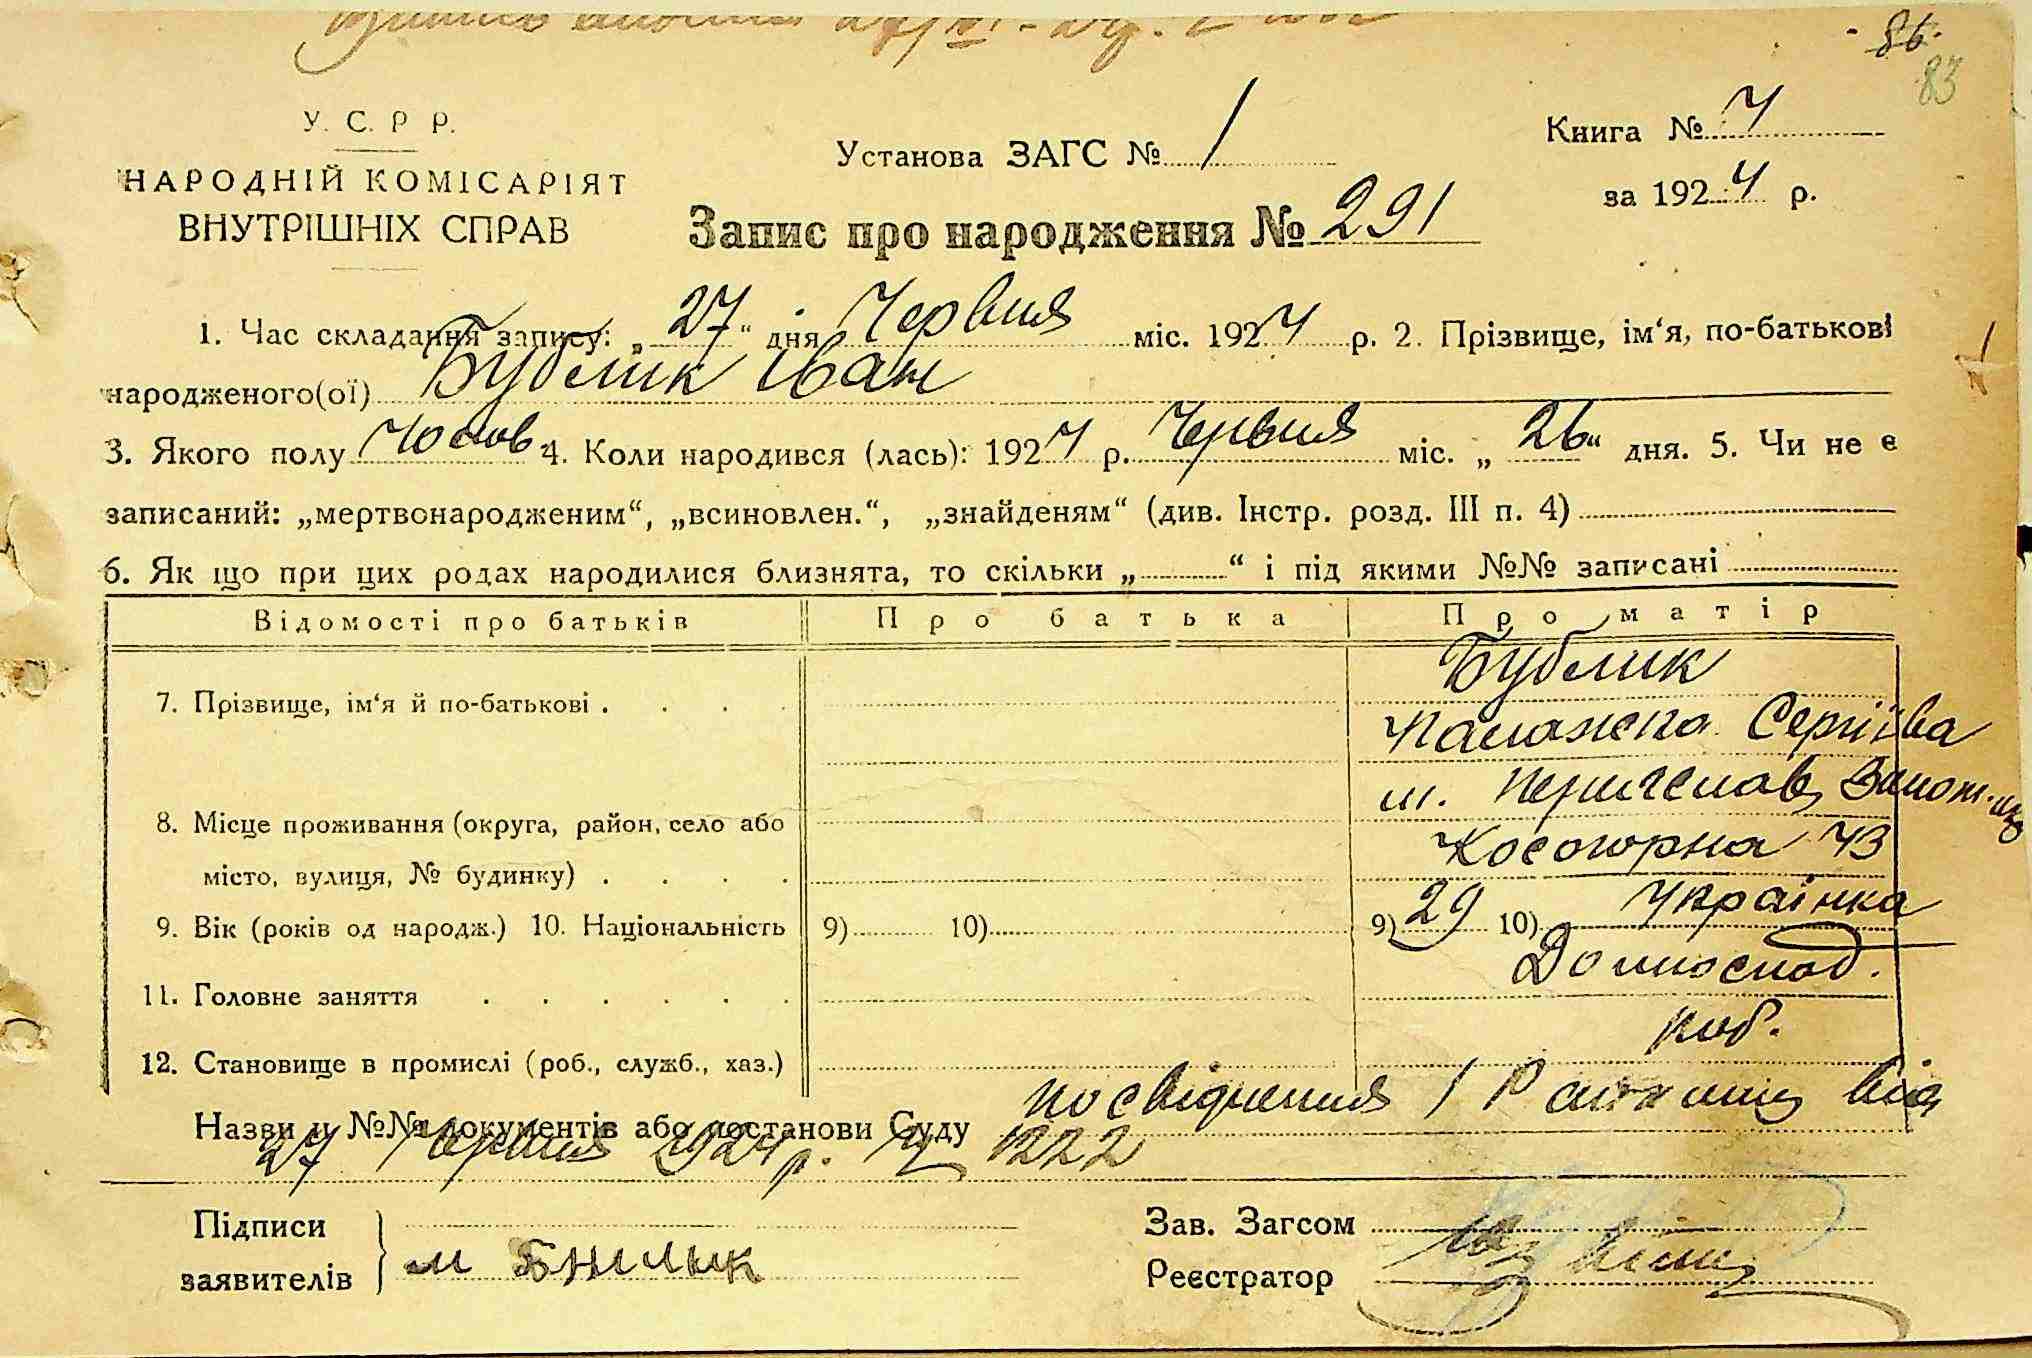 86.
83
У. С. Р Р.
НАРОДНІЙ КОМІСАРІЯТ
ВНУТРІШНІХ СПРАВ
Установа ЗАГС № 1
Книга № 4
за 1924 р.
Запис про народження № 291
1. Час складання запису: „27“ дня Червня міс. 1924 р. 2. Прізвище, ім‘я, по-батькові
народженого(ої) Бублик Іван
3. Якого полу Чолов. 4. Коли народився (лась): 1924 р. Червня міс. „26“ дня. 5. Чи не є
записаний: „мертвонародженим“, „всиновлен.“, „знайденям“ (див. Інстр. розд. III п. 4)
6. Як що при цих родах народилися близнята, то скільки „ “ і під якими №№ записані
Відомості про батьків Про батька Про матір
7. Прізвище, ім‘я й по-батькові . Бублик
Паланка Сергіїва
8. Місце проживання (округа, район, село або
м. Переяслав
місто, вулиця, № будинку) . Косогорна 43
9. Вік (років од народж.) 10. Національність 9) 10) 9) 29 10) Українка
11. Головне заняття Домогоспод.
12. Становище в промислі (роб., служб., хаз.) роб.
Назви и №№ документів або постанови Суду посвідчення 1 від
27 Червня 1924 р. № 1222
Підписи
заявителів
м
Зав. Загсом
Реєстратор